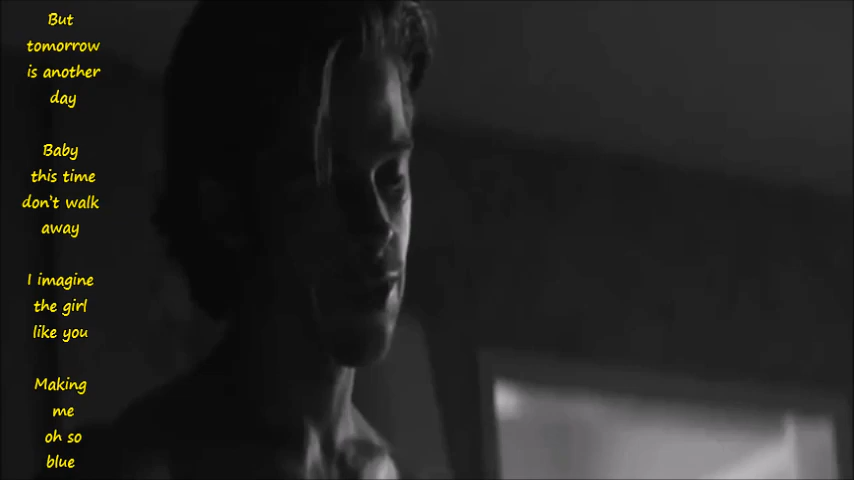 But
tomorrow
is another
day
Baby
this time
don't walk
away
I imagine
the girl
like you
Making
me
oh so
blue